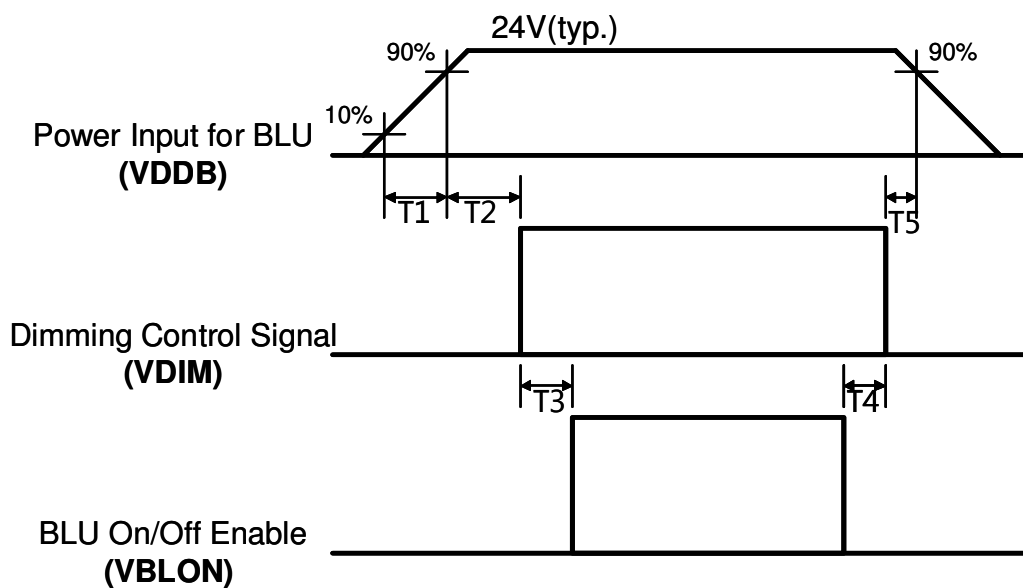 24V(typ.)
90%
90%
10%
Power Input for BLU
(VDDB)
T1
T2
T5
Dimming Control Signal
(VDIM)
T3
T4
BLU On/Off Enable
(VBLON)